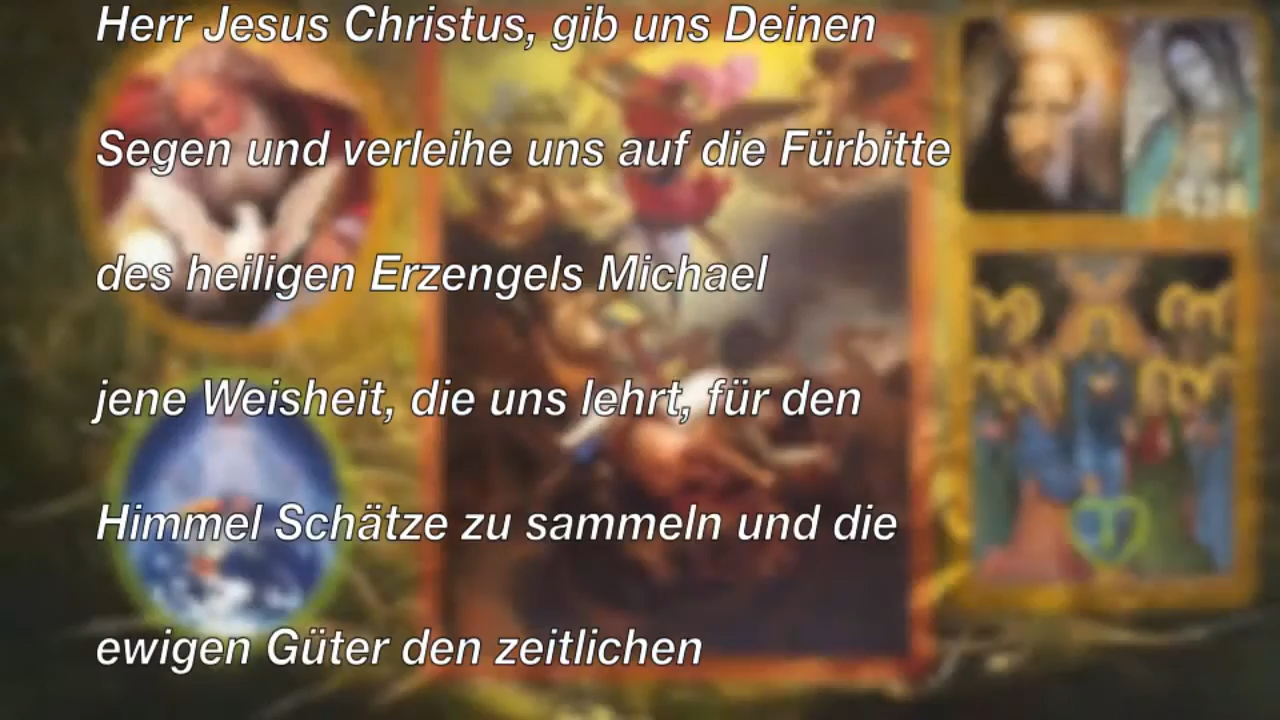 Herr Jesus Christus, gib uns Deinen
Segen und verleihe uns auf die Fürbitte
des heiligen Erzengels Michael
jene Weisheit, die uns lehrt, für den
Himmel Schätze zu sammeln und die
ewigen Güter den zeitlichen